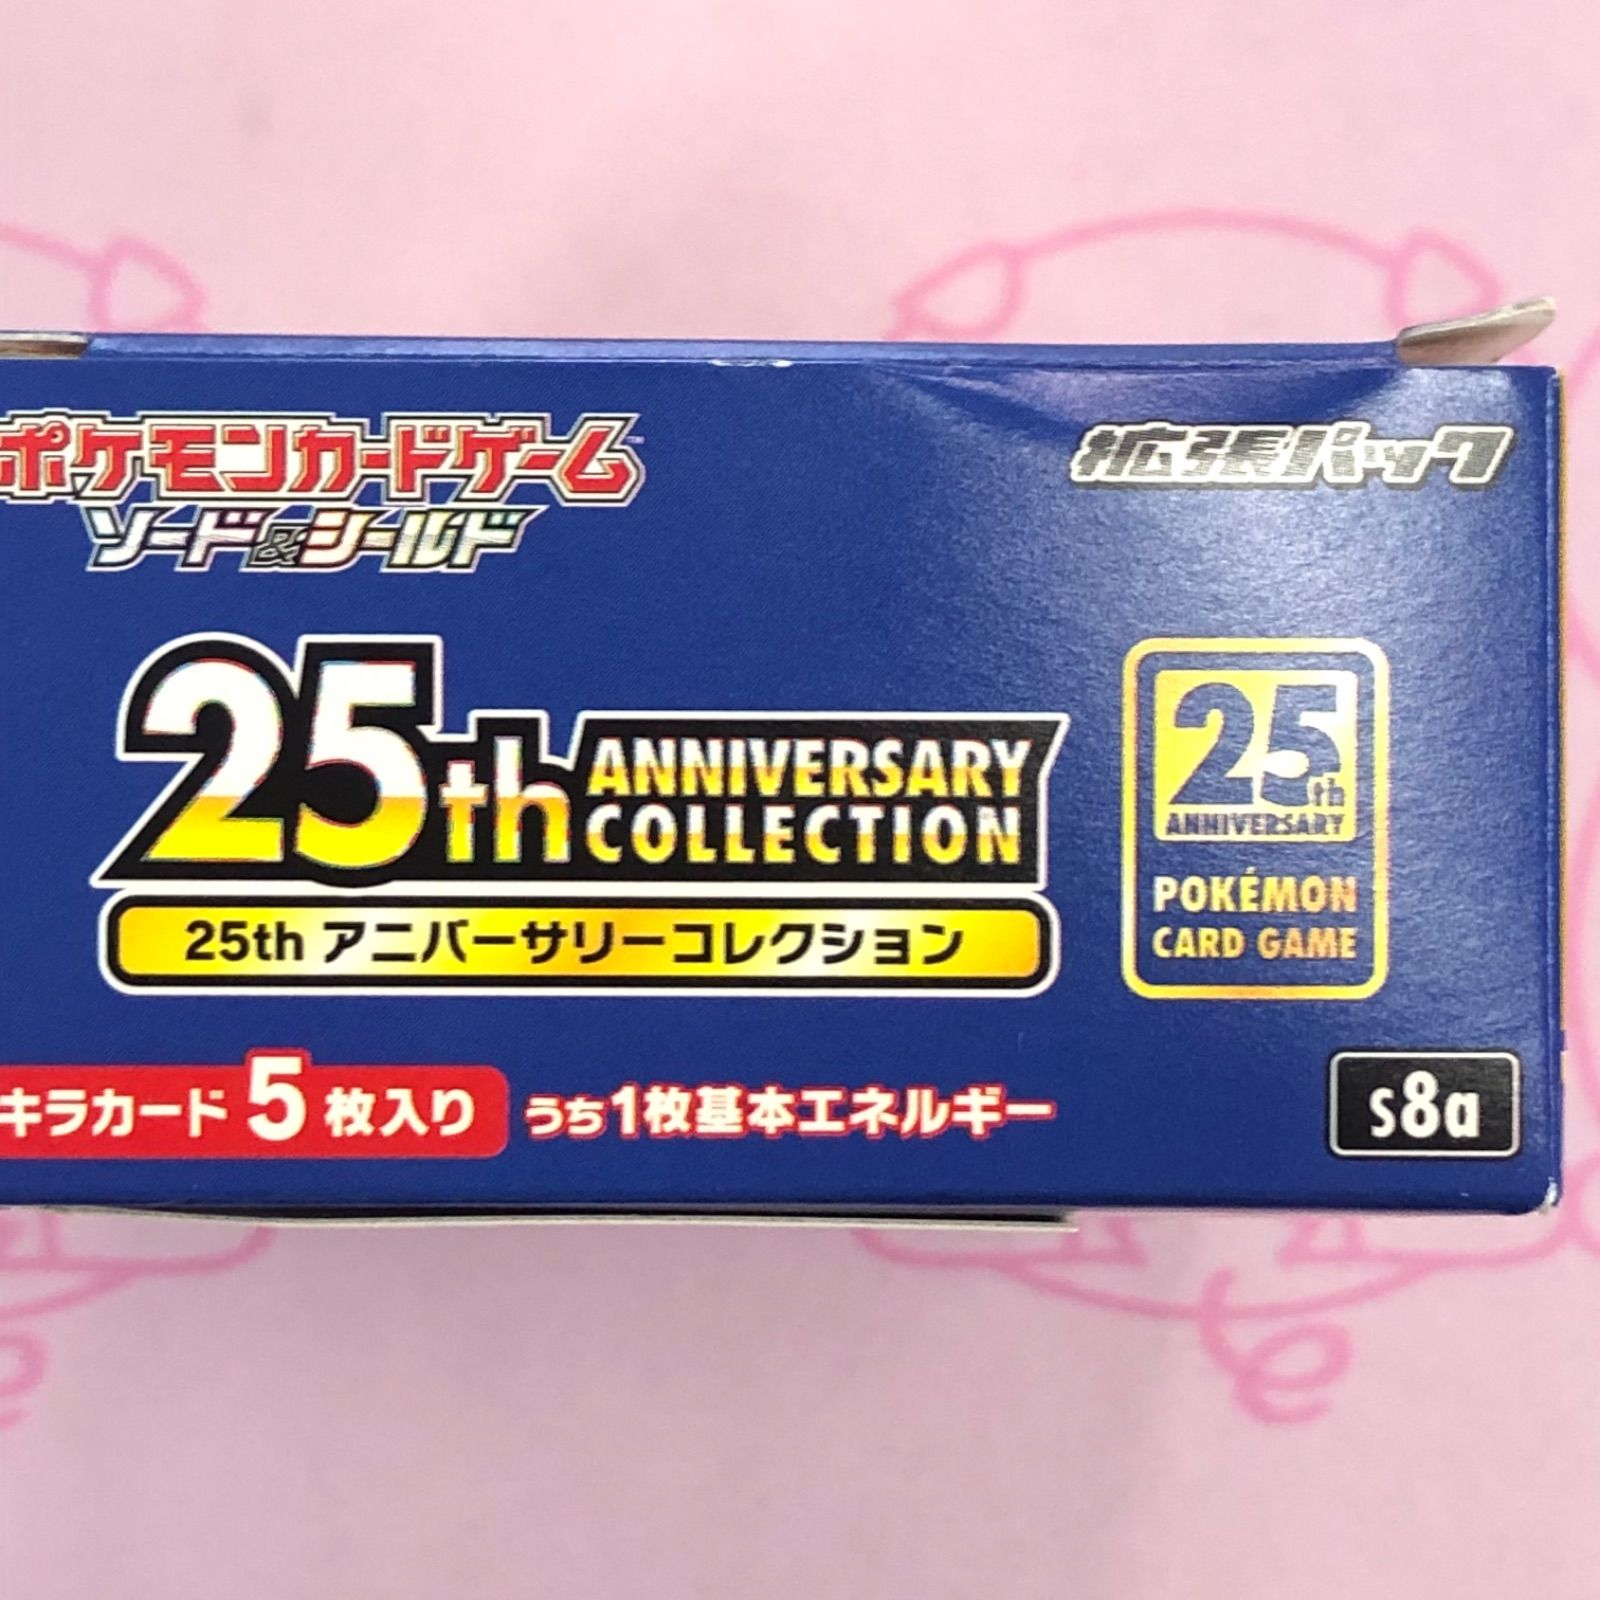 ポケモンカードゲーム
ソード&シールド
拡張パック
25th ANNIVERSARY
COLLECTION
25th アニバーサリーコレクション
25th
ANNIVERSARY
POKÉMON
CARD GAME
キラカード5枚入り うち1枚基本エネルギー
s8a